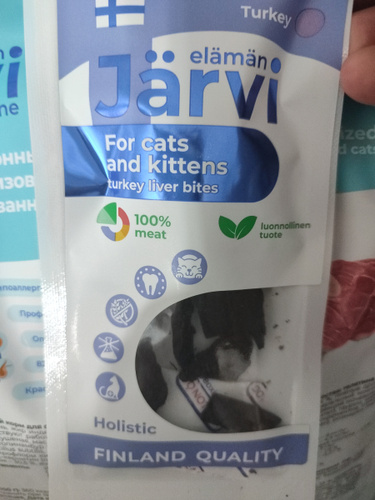 Turkey
elämän
Järvi
For cats
and kittens
turkey liver bites
100%
meat
luonnollinen
tuote
Holistic
FINLAND QUALITY